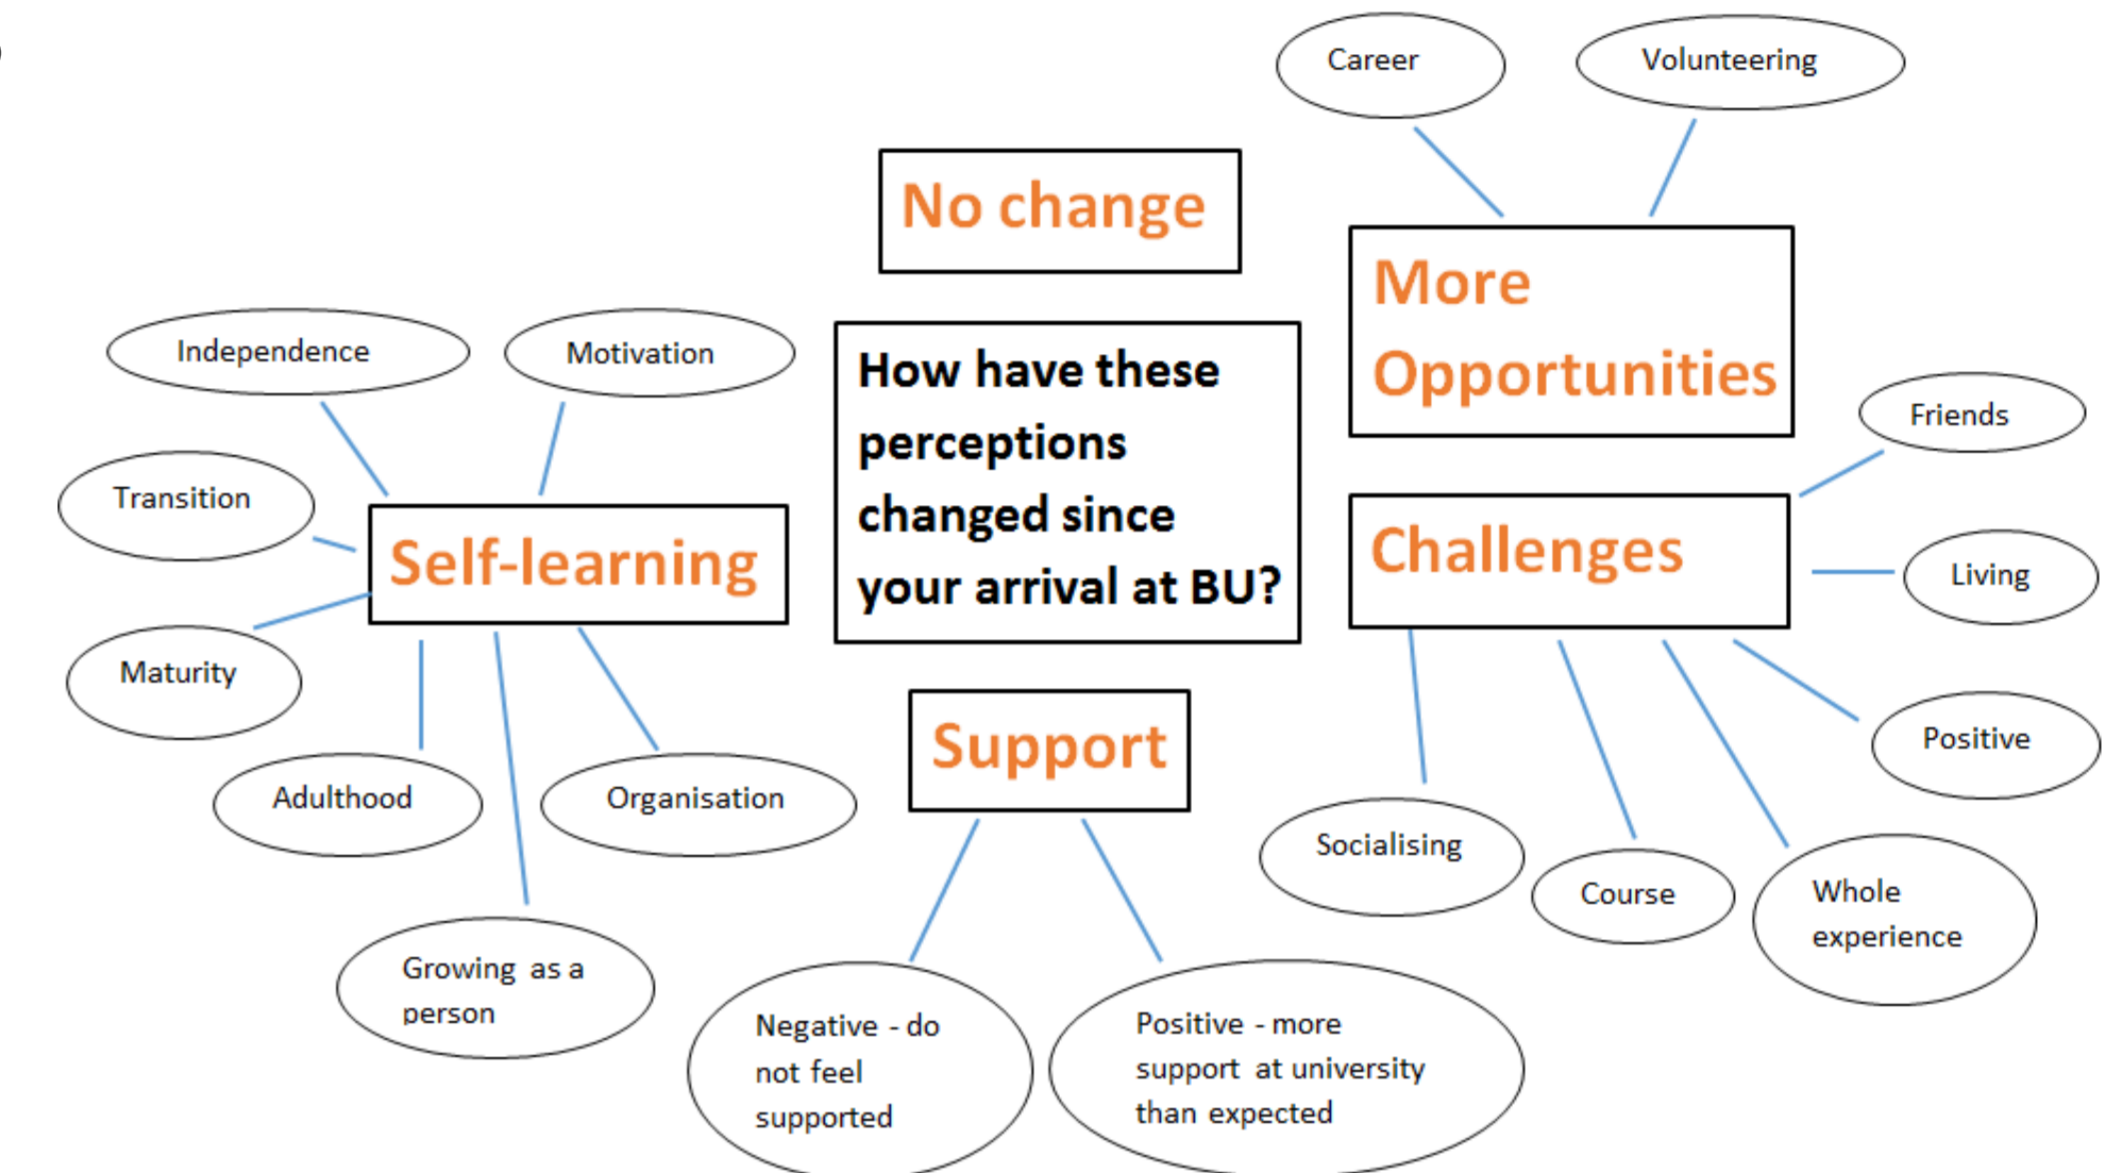 Career
Volunteering
No change
More
Opportunities
Independence
Motivation
How have these
perceptions
changed since
your arrival at BU?
Friends
Transition
Self-learning
Challenges
Living
Maturity
Support
Positive
Adulthood
Organisation
Socialising
Course
Whole
experience
Growing as a
person
Negative - do
not feel
supported
Positive - more
support at university
than expected